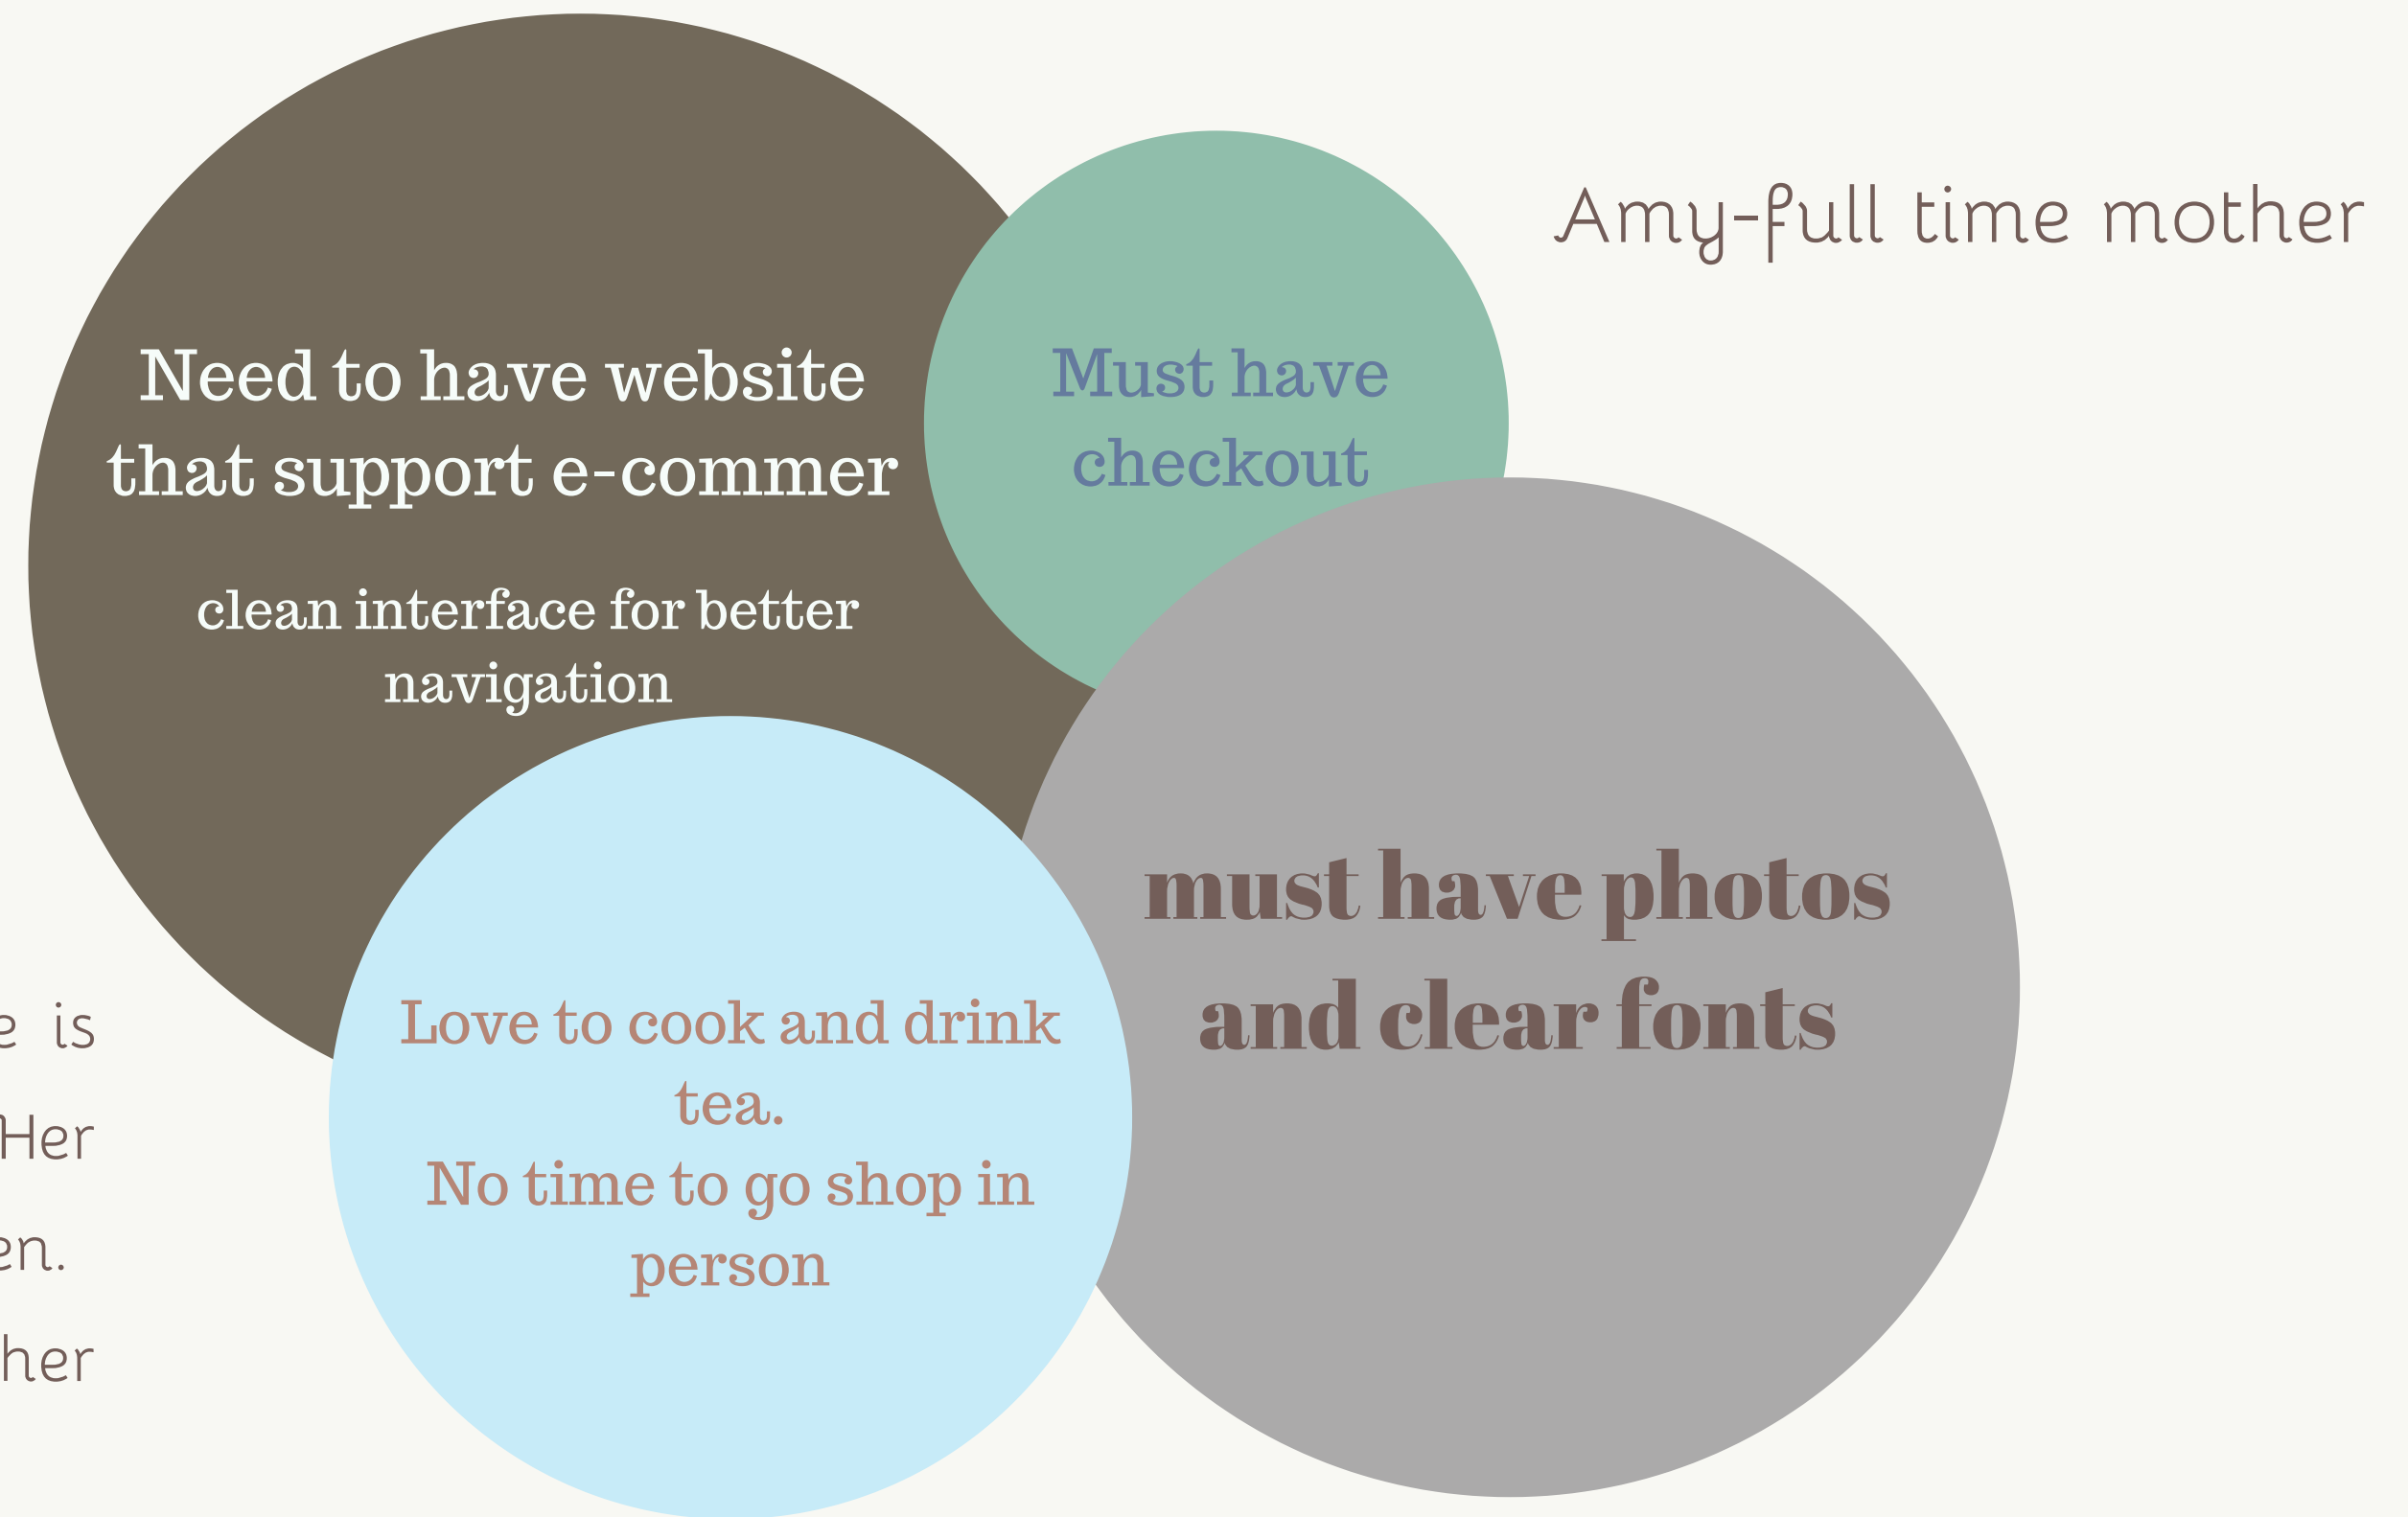 Amy-full time mother
Need to have website
that support e-commer
clean interface for better
navigation
Must have
checkout
must have photos
and clear fonts
Love to cook and drink
tea.
No time to go shop in
person
is
Her